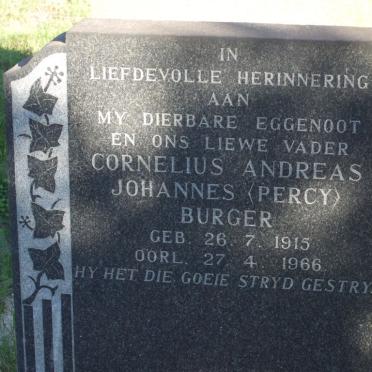 IN
LIEFDEVOLLE HERINNERING
AAN
MY DIERBARE EGGENOOT
EN ONS LIEWE VADER
CORNELIUS ANDREAS
JOHANNES (PERCY)
BURGER
GEB. 26. 7. 1915
OORL. 27. 4. 1966
HY HET DIE GOEIE STRYD GESTRY.